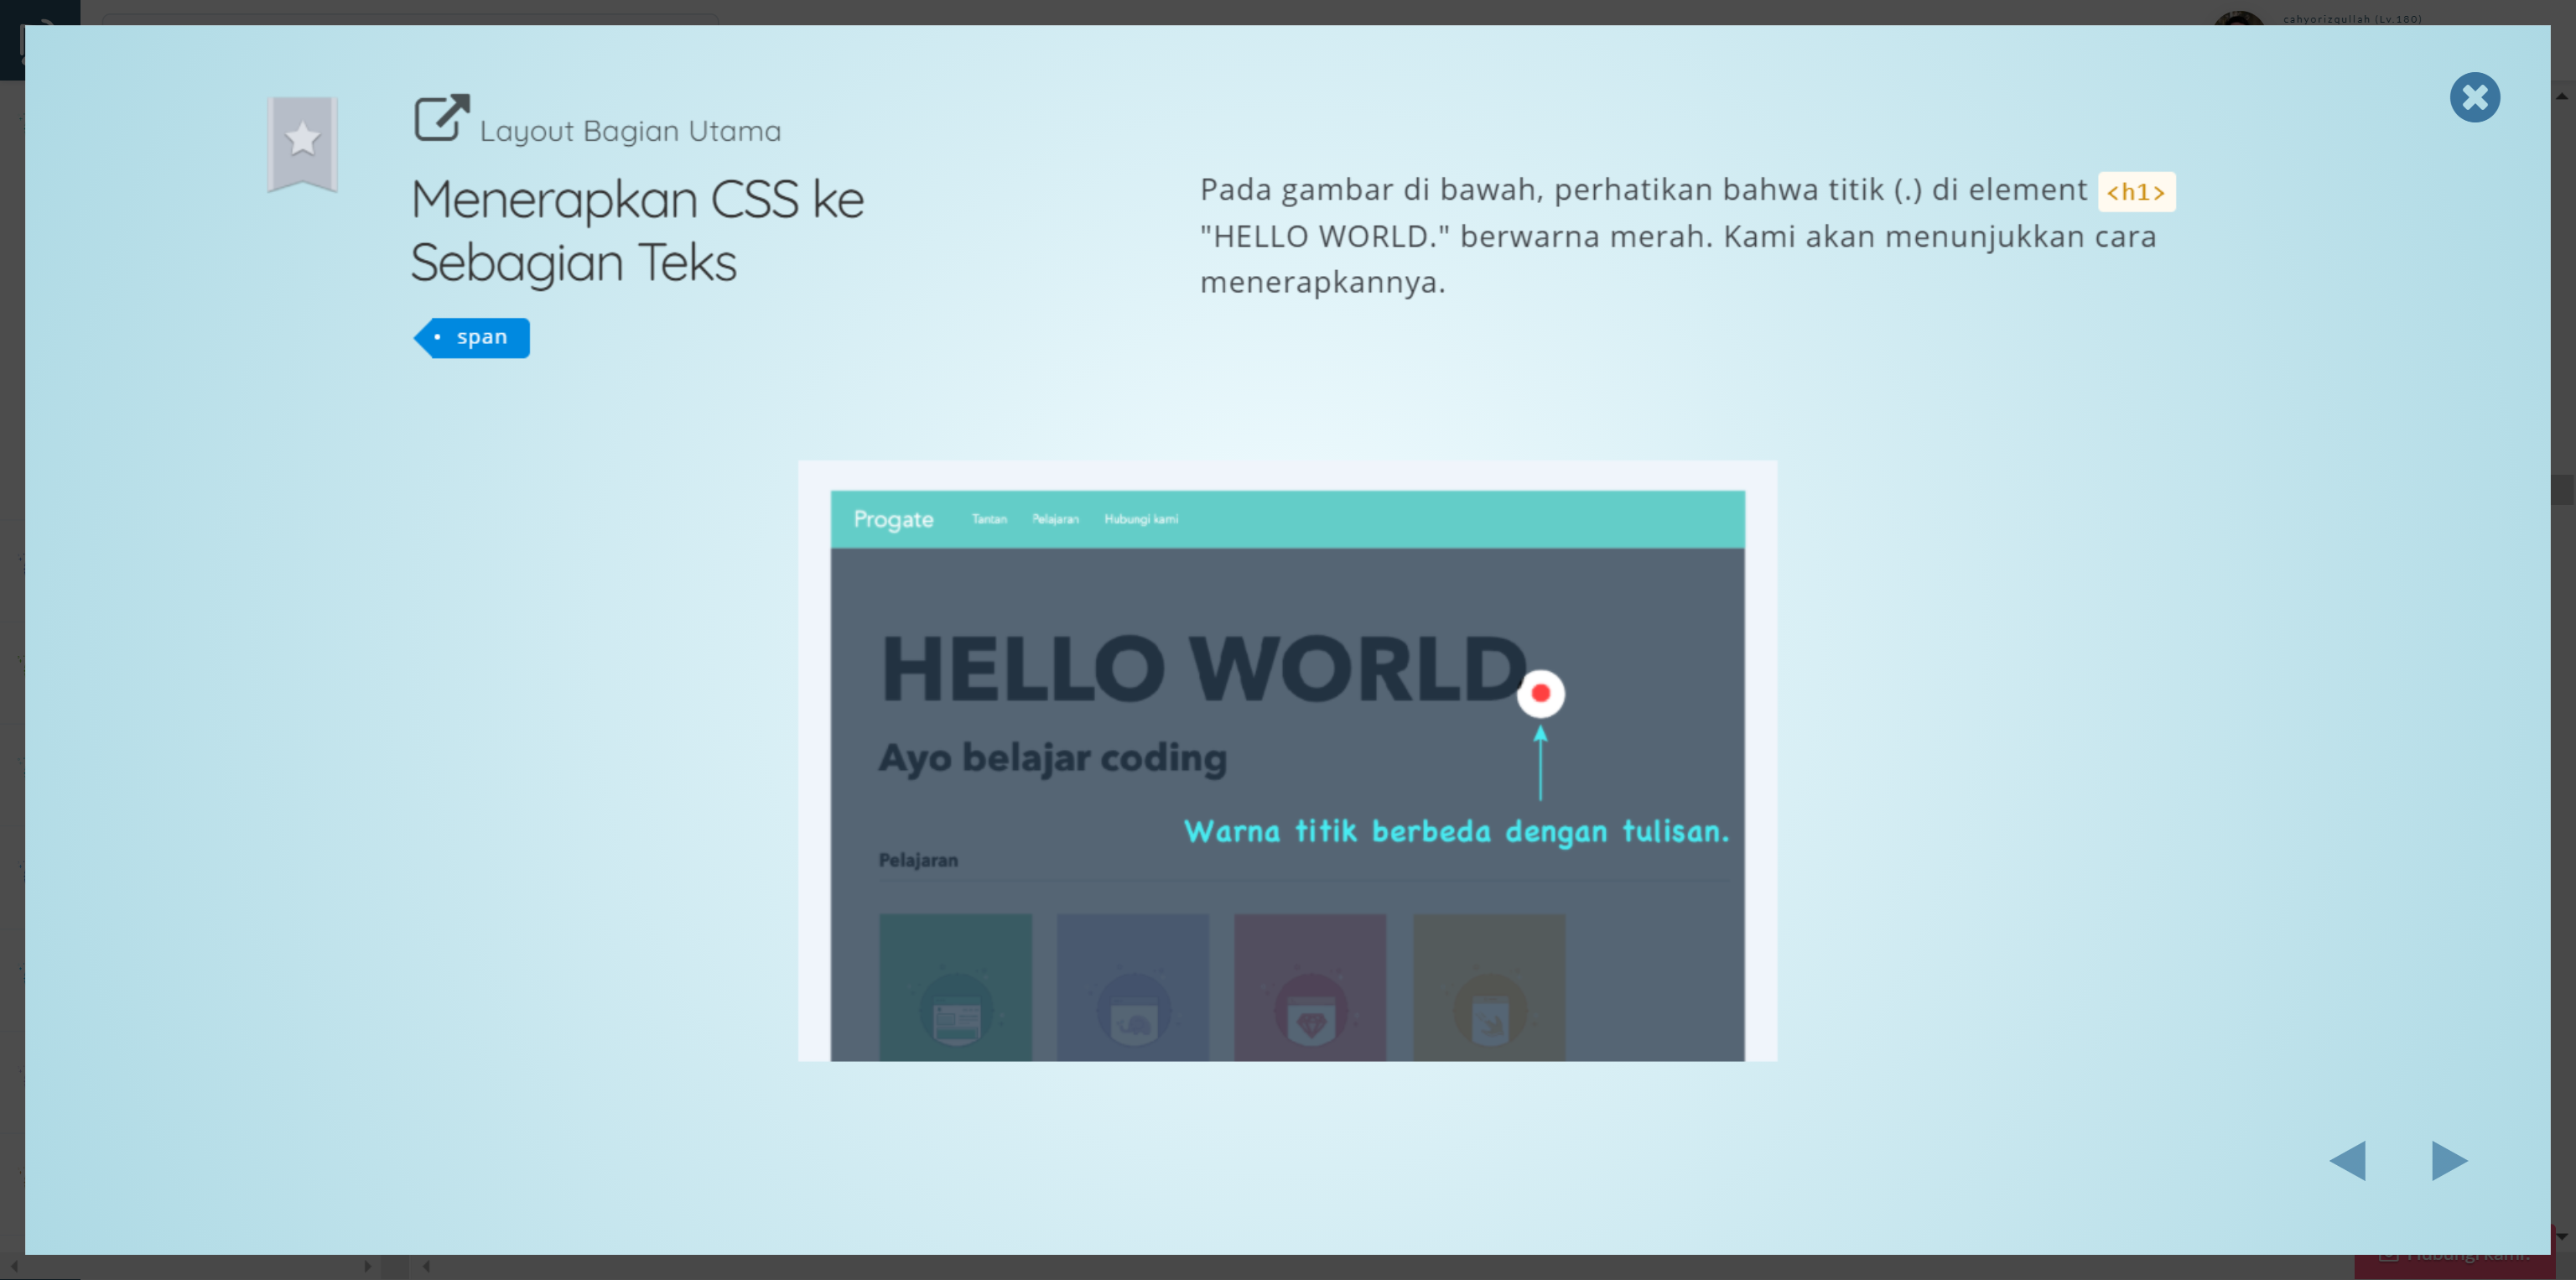 cahyorizqullah (Lv.180)
Layout Bagian Utama
Menerapkan CSS ke
Sebagian Teks
span
Pada gambar di bawah, perhatikan bahwa titik (.) di element <h1>
"HELLO WORLD." berwarna merah. Kami akan menunjukkan cara
menerapkannya.
Progate Tantan Pelajaran Hubungi kami
HELLO WORLD.
Ayo belajar coding
Warna titik berbeda dengan tulisan.
Pelajaran
Hubungi kami.